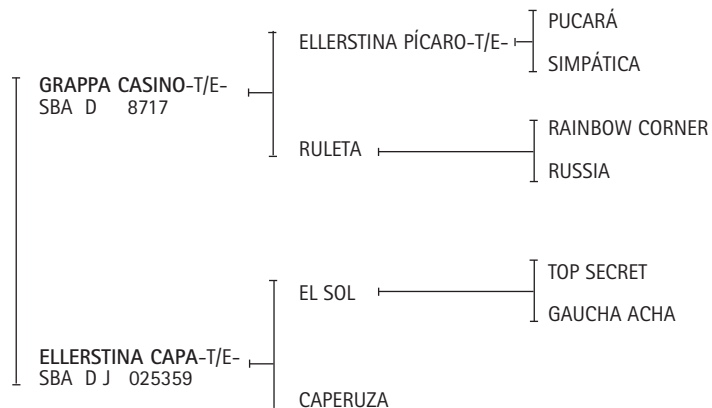 PUCARÁ
ELLERSTINA PÍCARO-T/E-
SIMPÁTICA
GRAPPA CASINO-T/E-
SBA D 8717
RAINBOW CORNER
RULETA
RUSSIA
TOP SECRET
EL SOL
GAUCHA ACHA
ELLERSTINA CAPA-T/E-
SBA D J 025359
CAPERUZA